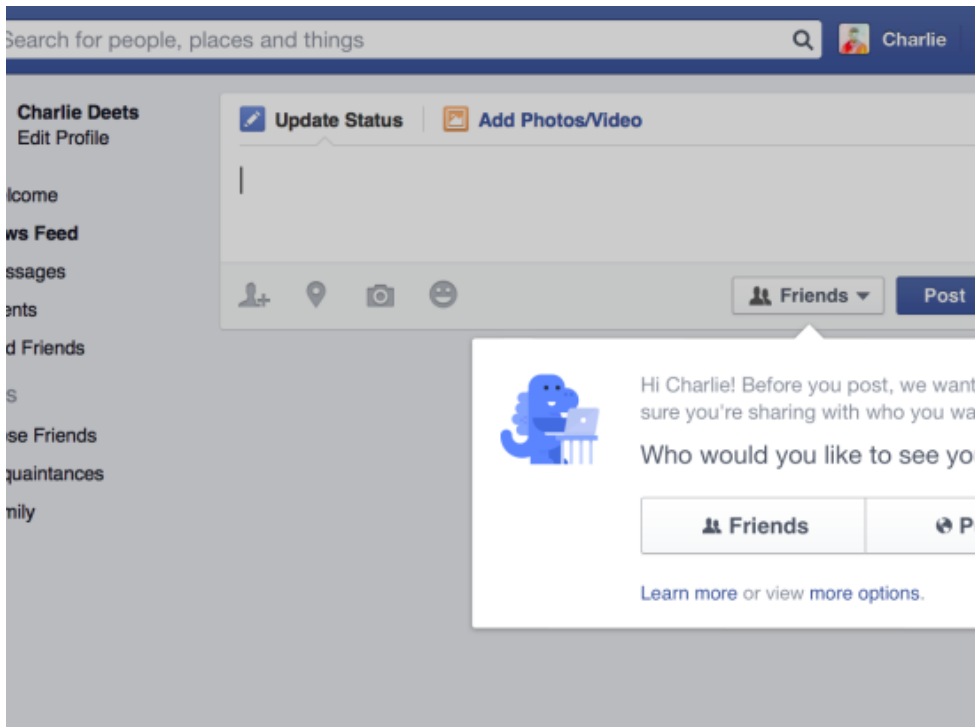 Search for people, places and things
Charlie
Charlie Deets
Edit Profile
lcome
ws Feed
ssages
ents
d Friends
S
se Friends
quaintances
mily
Update Status
Add Photos/Video
Friends
Post
Hi Charlie! Before you post, we want
sure you're sharing with who you wa
Who would you like to see yo
Friends
P
Learn more or view more options.